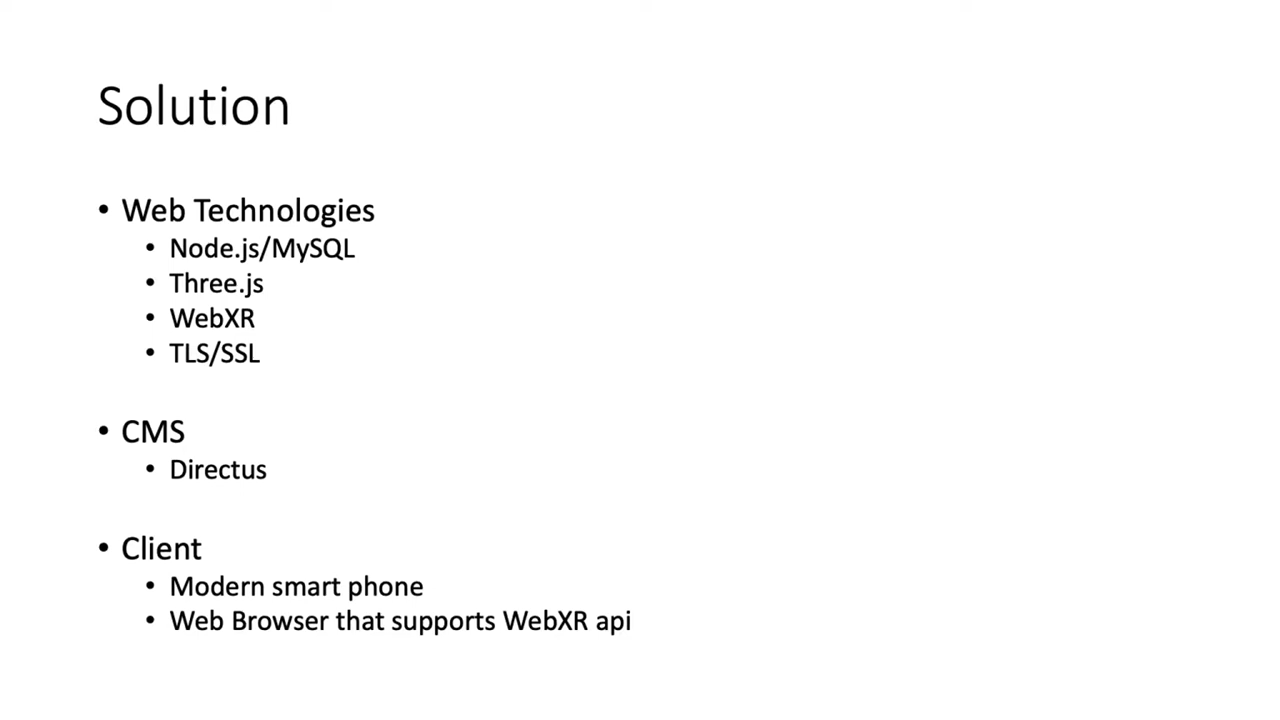 Solution
• Web Technologies
• Node.js/MySQL
• Three.js
• WebXR
• TLS/SSL
• CMS
• Directus
• Client
• Modern smart phone
• Web Browser that supports WebXR api